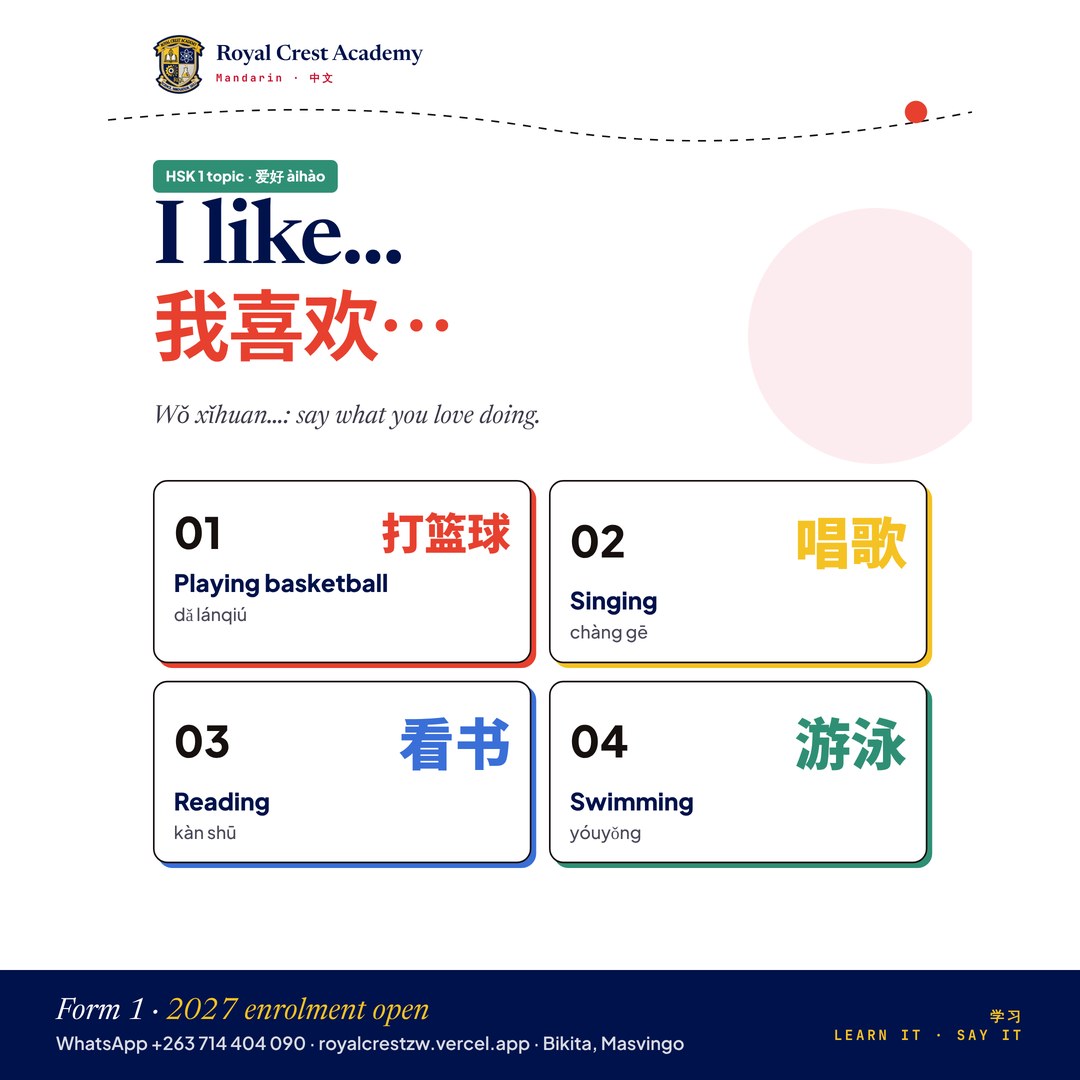 Royal Crest Academy
Mandarin · 中文
HSK 1 topic · 爱好 àihào
I like...
我喜欢···
Wǒ xǐhuan...: say what you love doing.
01 打篮球
Playing basketball
dǎ lánqiú
02 唱歌
Singing
chàng gē
03 看书
Reading
kàn shū
04 游泳
Swimming
yóuyǒng
Form 1 · 2027 enrolment open
WhatsApp +263 714 404 090 · royalcrestzw.vercel.app · Bikita, Masvingo
学习
LEARN IT · SAY IT